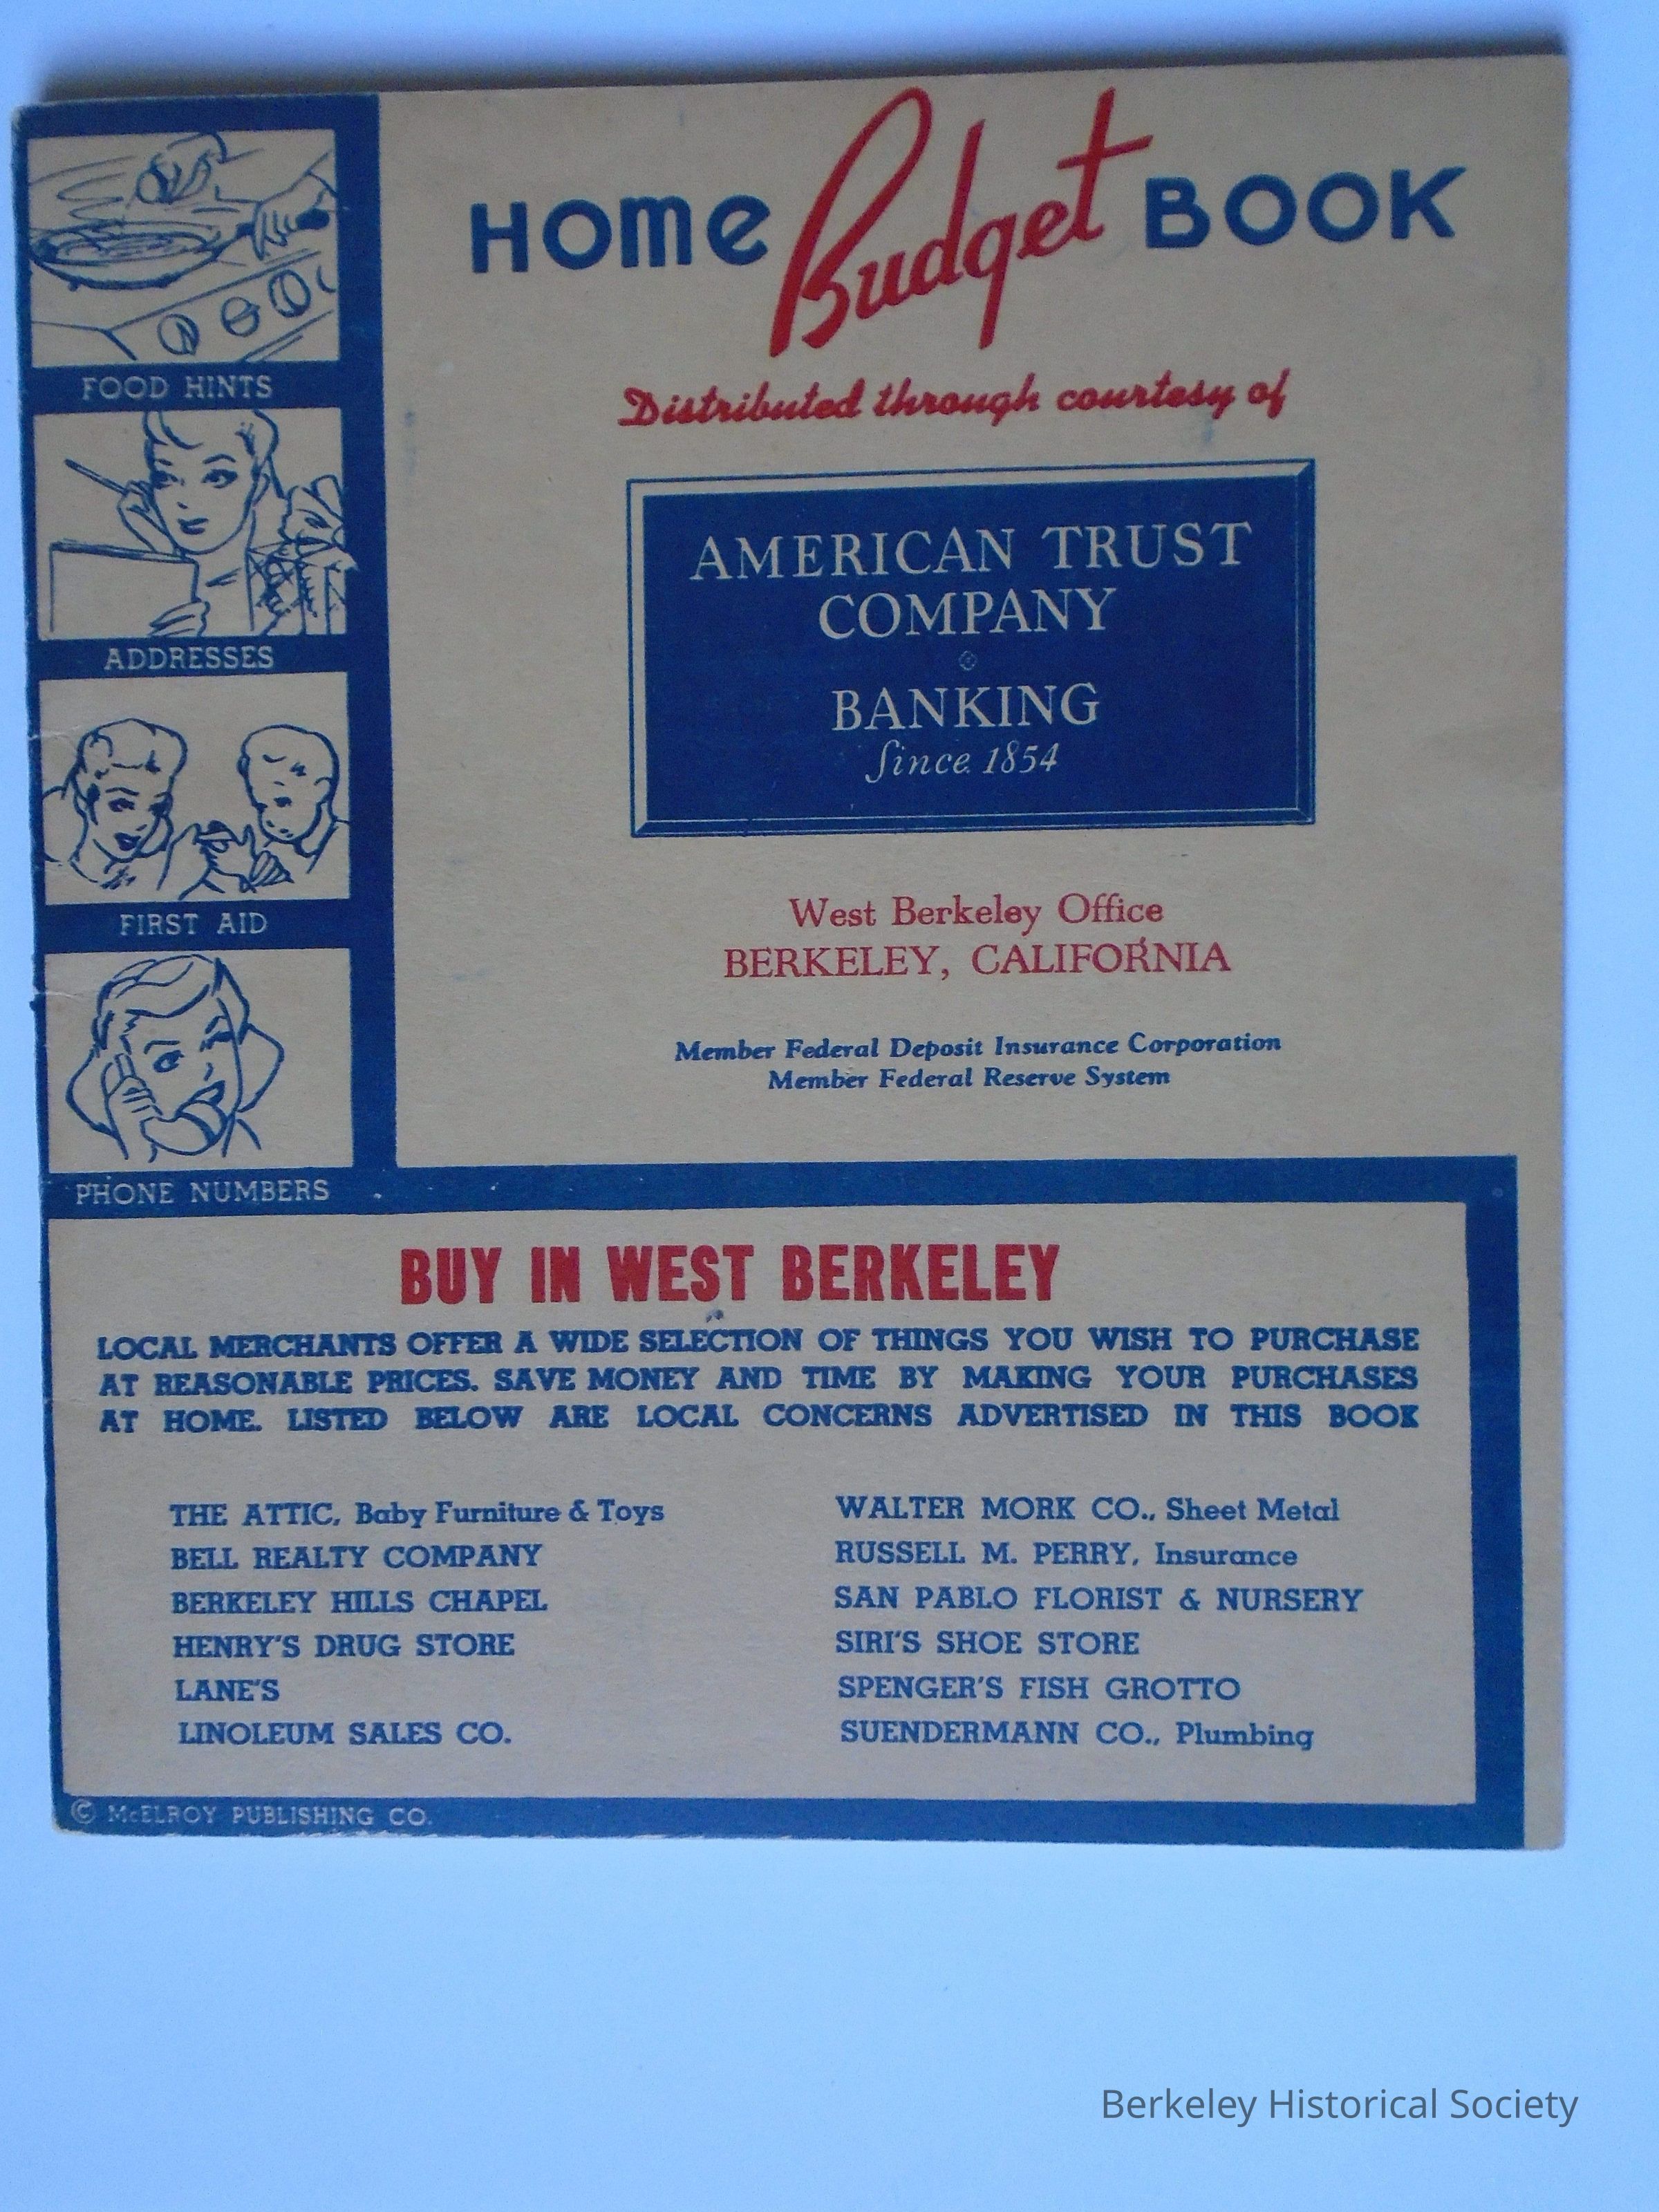 HOME Budget BOOK
Distributed through courtesy of
AMERICAN TRUST
COMPANY
BANKING
Since 1854
West Berkeley Office
BERKELEY, CALIFORNIA
Member Federal Deposit Insurance Corporation
Member Federal Reserve System
FOOD HINTS
ADDRESSES
FIRST AID
PHONE NUMBERS
BUY IN WEST BERKELEY
LOCAL MERCHANTS OFFER A WIDE SELECTION OF THINGS YOU WISH TO PURCHASE
AT REASONABLE PRICES. SAVE MONEY AND TIME BY MAKING YOUR PURCHASES
AT HOME. LISTED BELOW ARE LOCAL CONCERNS ADVERTISED IN THIS BOOK
THE ATTIC, Baby Furniture & Toys
BELL REALTY COMPANY
BERKELEY HILLS CHAPEL
HENRY'S DRUG STORE
LANE'S
LINOLEUM SALES CO.
WALTER MORK CO., Sheet Metal
RUSSELL M. PERRY, Insurance
SAN PABLO FLORIST & NURSERY
SIRI'S SHOE STORE
SPENGER'S FISH GROTTO
SUENDERMANN CO., Plumbing
© McELROY PUBLISHING CO.
Berkeley Historical Society